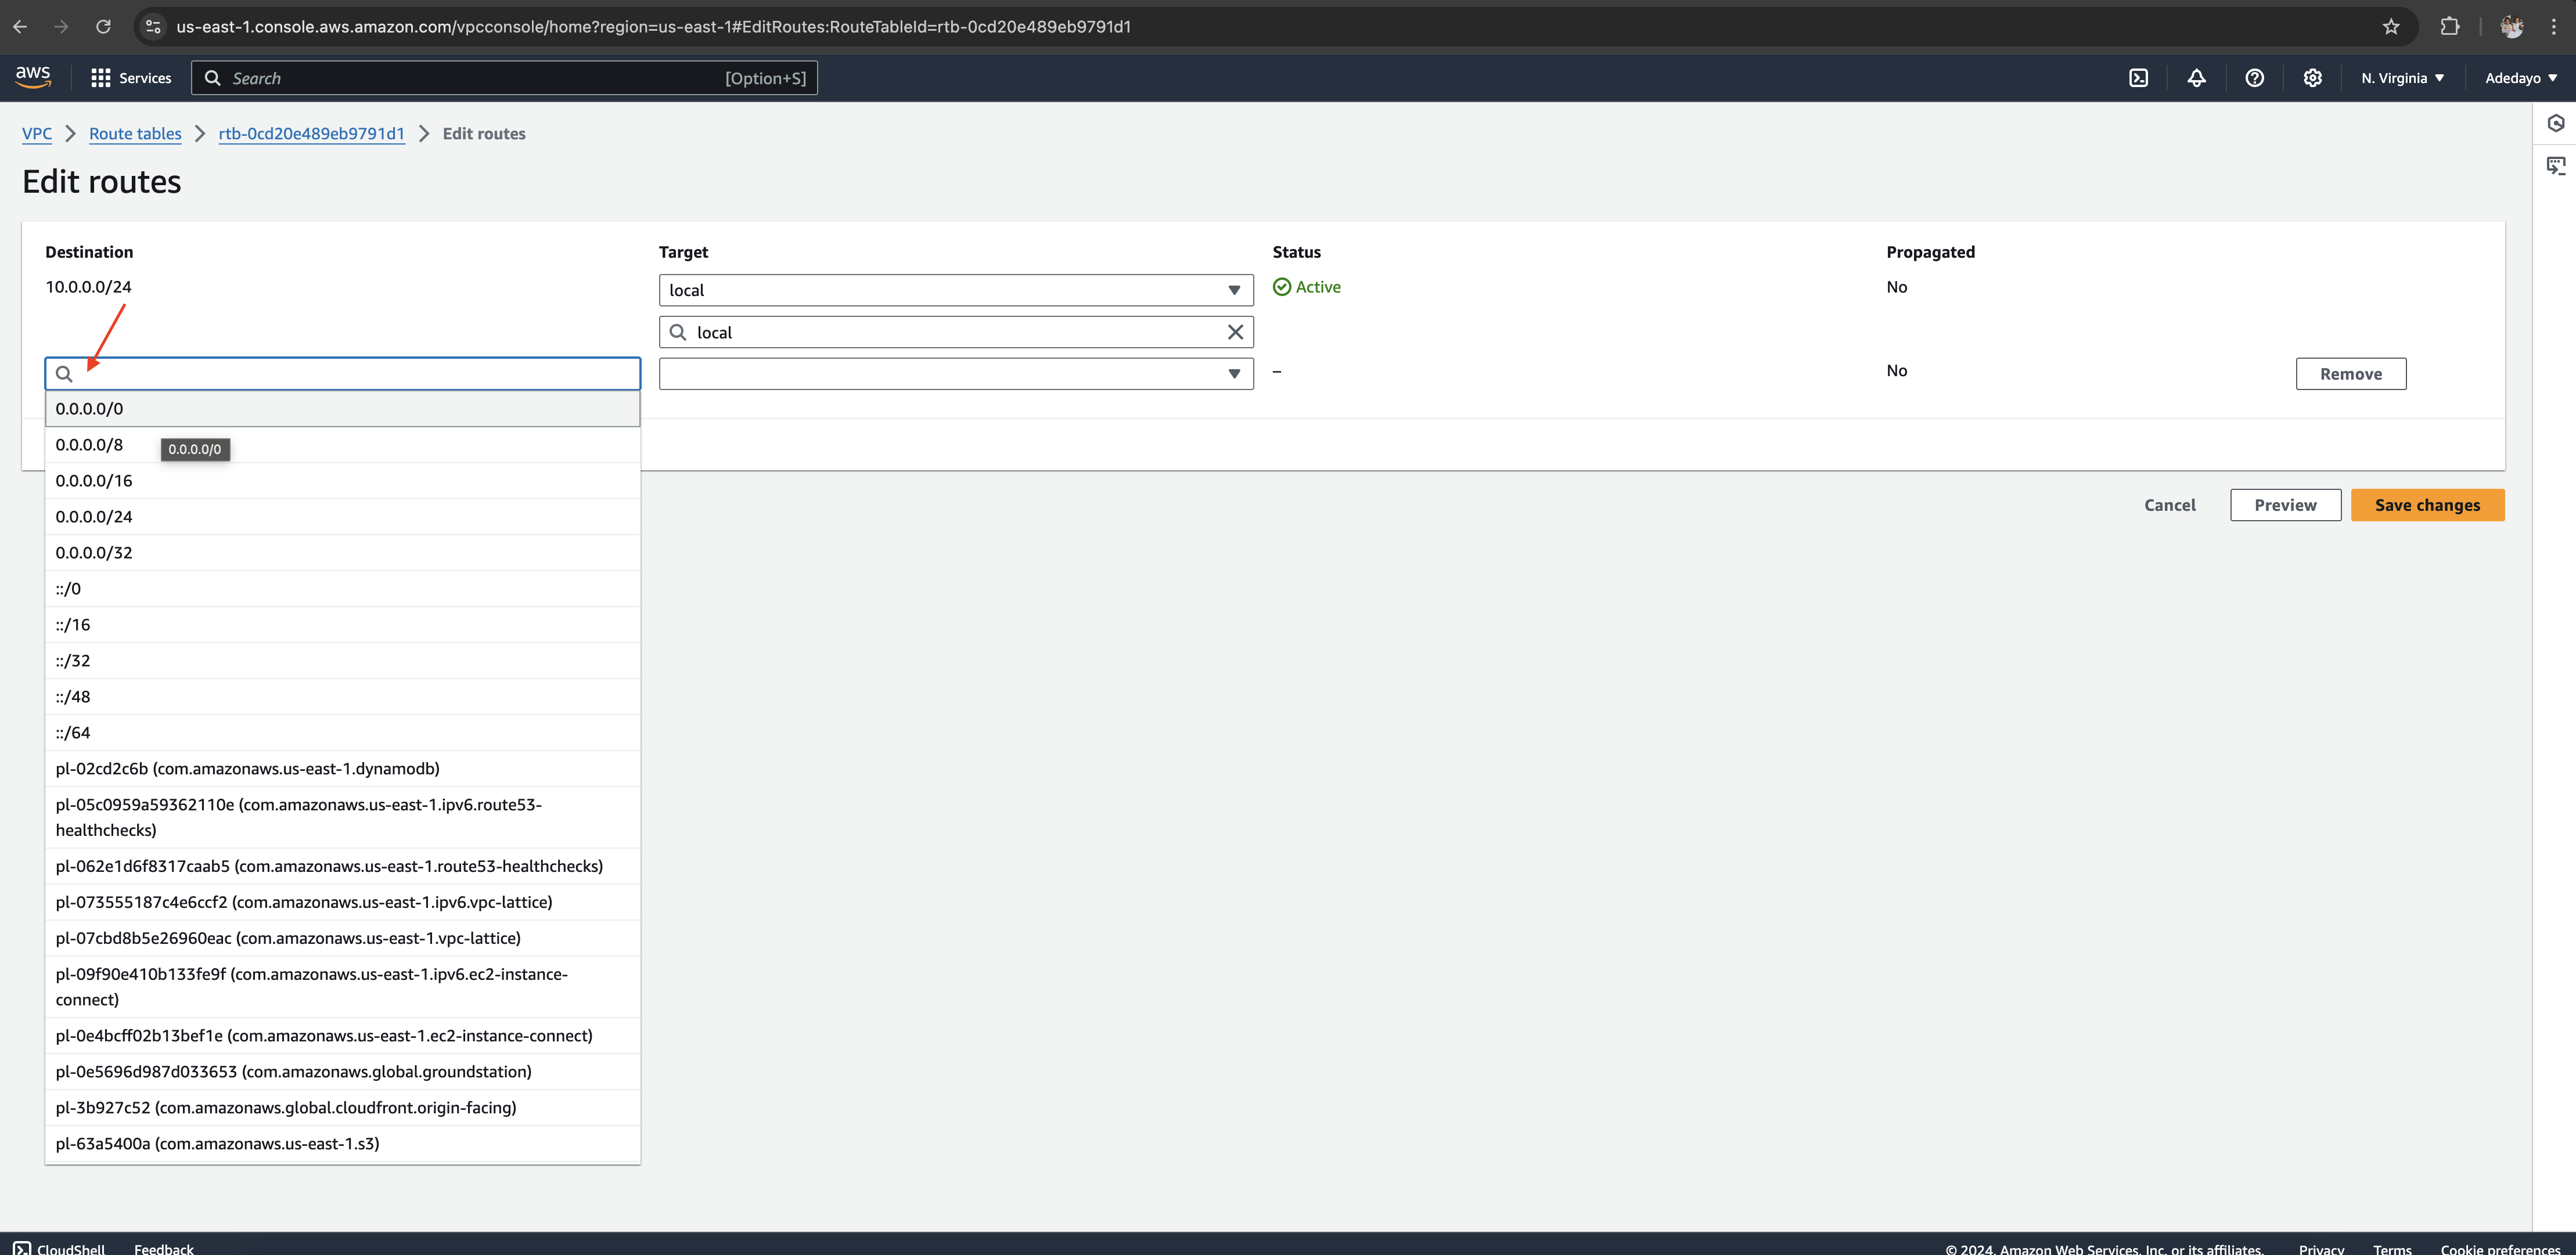 us-east-1.console.aws.amazon.com/vpcconsole/home?region=us-east-1#EditRoutes:RouteTableId=rtb-0cd20e489eb9791d1
aws Services Search [Option+S] N. Virginia Adedayo
VPC Route tables rtb-0cd20e489eb9791d1 Edit routes
Edit routes
Destination Target Status Propagated
10.0.0.0/24 local Active No
local
– No Remove
0.0.0.0/0
0.0.0.0/8 0.0.0.0/0
0.0.0.0/16
Cancel Preview Save changes
0.0.0.0/24
0.0.0.0/32
::/0
::/16
::/32
::/48
::/64
pl-02cd2c6b (com.amazonaws.us-east-1.dynamodb)
pl-05c0959a59362110e (com.amazonaws.us-east-1.ipv6.route53-
healthchecks)
pl-062e1d6f8317caab5 (com.amazonaws.us-east-1.route53-healthchecks)
pl-073555187c4e6ccf2 (com.amazonaws.us-east-1.ipv6.vpc-lattice)
pl-07cbd8b5e26960eac (com.amazonaws.us-east-1.vpc-lattice)
pl-09f90e410b133fe9f (com.amazonaws.us-east-1.ipv6.ec2-instance-
connect)
pl-0e4bcff02b13bef1e (com.amazonaws.us-east-1.ec2-instance-connect)
pl-0e5696d987d033653 (com.amazonaws.global.groundstation)
pl-3b927c52 (com.amazonaws.global.cloudfront.origin-facing)
pl-63a5400a (com.amazonaws.us-east-1.s3)
CloudShell Feedback © 2024, Amazon Web Services, Inc. or its affiliates. Privacy Terms Cookie preferences